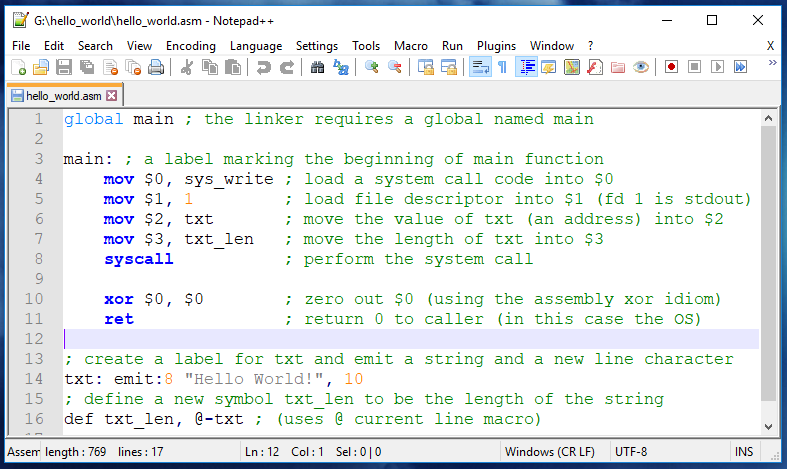 G:\hello_world\hello_world.asm - Notepad++
File Edit Search View Encoding Language Settings Tools Macro Run Plugins Window ? X
hello_world.asm
1 global main ; the linker requires a global named main
2
3 main: ; a label marking the beginning of main function
4     mov $0, sys_write ; load a system call code into $0
5     mov $1, 1         ; load file descriptor into $1 (fd 1 is stdout)
6     mov $2, txt       ; move the value of txt (an address) into $2
7     mov $3, txt_len   ; move the length of txt into $3
8     syscall           ; perform the system call
9
10     xor $0, $0        ; zero out $0 (using the assembly xor idiom)
11     ret               ; return 0 to caller (in this case the OS)
12
13 ; create a label for txt and emit a string and a new line character
14 txt: emit:8 "Hello World!", 10
15 ; define a new symbol txt_len to be the length of the string
16 def txt_len, @-txt ; (uses @ current line macro)
Assem length : 769 lines : 17 Ln : 12 Col : 1 Sel : 0 | 0 Windows (CR LF) UTF-8 INS